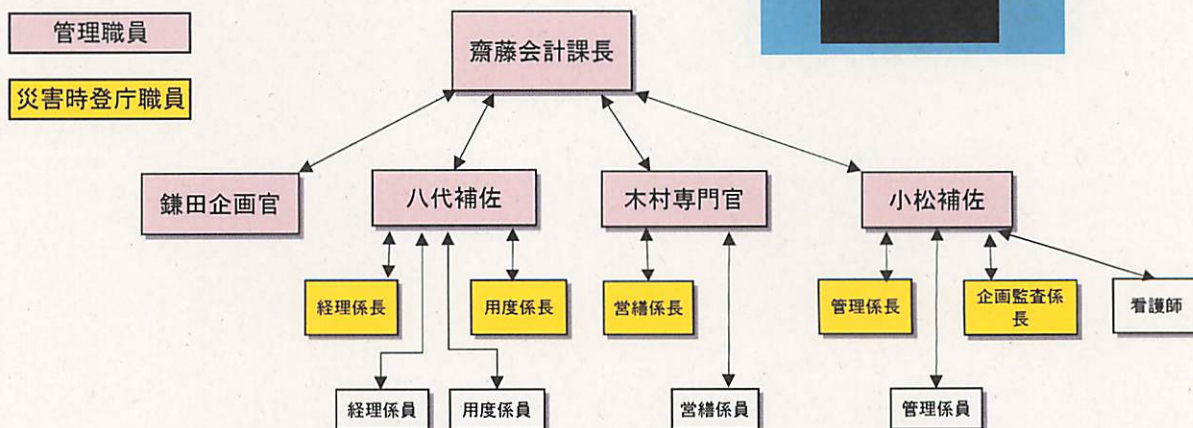 管理職員
災害時登庁職員
齋藤会計課長
鎌田企画官
八代補佐
木村専門官
小松補佐
経理係長
用度係長
営繕係長
管理係長
企画監査係
長
看護師
経理係員
用度係員
営繕係員
管理係員